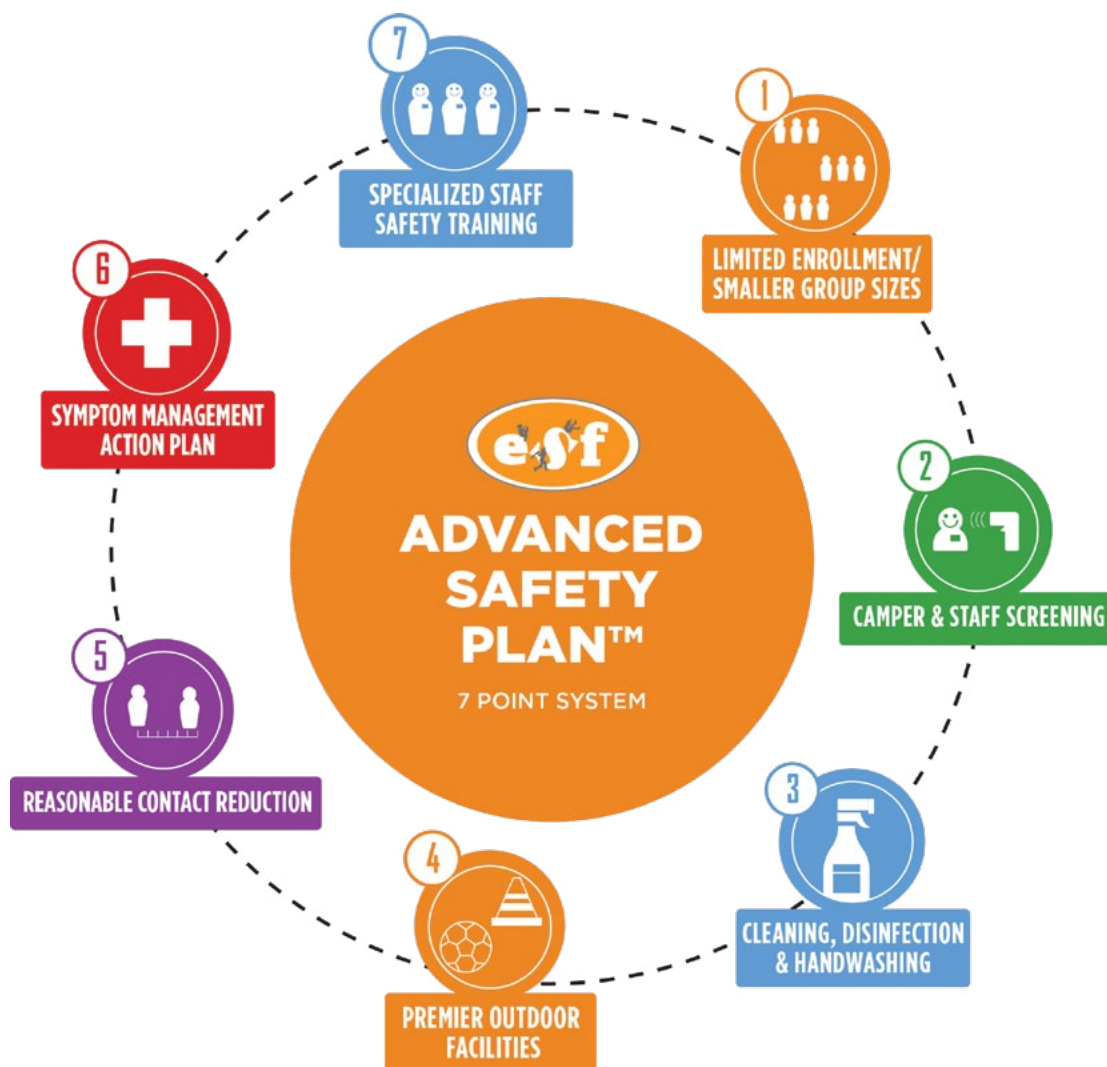 esf
ADVANCED
SAFETY
PLAN™
7 POINT SYSTEM
1
LIMITED ENROLLMENT/
SMALLER GROUP SIZES
2
CAMPER & STAFF SCREENING
3
CLEANING, DISINFECTION
& HANDWASHING
4
PREMIER OUTDOOR
FACILITIES
5
REASONABLE CONTACT REDUCTION
6
SYMPTOM MANAGEMENT
ACTION PLAN
7
SPECIALIZED STAFF
SAFETY TRAINING